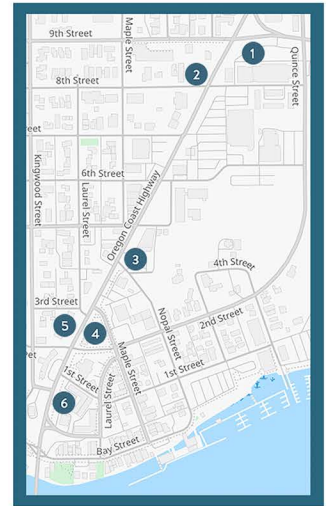 9th Street
Maple Street
1
Quince Street
2
8th Street
eet
Kingwood Street
6th Street
Laurel Street
Oregon Coast Highway
3
4th Street
3rd Street
Nopal Street
2nd Street
5
4
et
Maple Street
1st Street
1st Street
Laurel Street
6
Bay Street